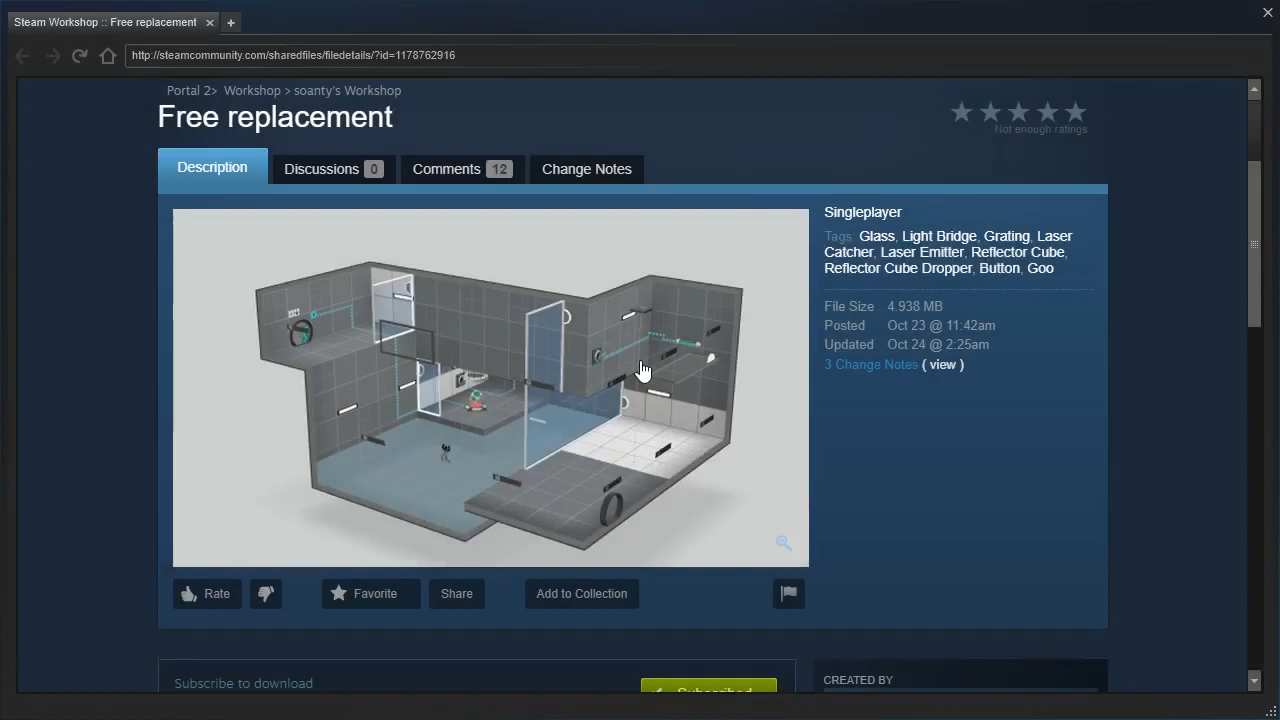 Steam Workshop :: Free replacement
http://steamcommunity.com/sharedfiles/filedetails/?id=1178762916
Portal 2> Workshop > soanty's Workshop
Free replacement
Not enough ratings
Description
Discussions 0
Comments 12
Change Notes
Singleplayer
Tags: Glass, Light Bridge, Grating, Laser
Catcher, Laser Emitter, Reflector Cube,
Reflector Cube Dropper, Button, Goo
File Size 4.938 MB
Posted Oct 23 @ 11:42am
Updated Oct 24 @ 2:25am
3 Change Notes ( view )
Rate
Favorite
Share
Add to Collection
Subscribe to download
Subscribed
CREATED BY